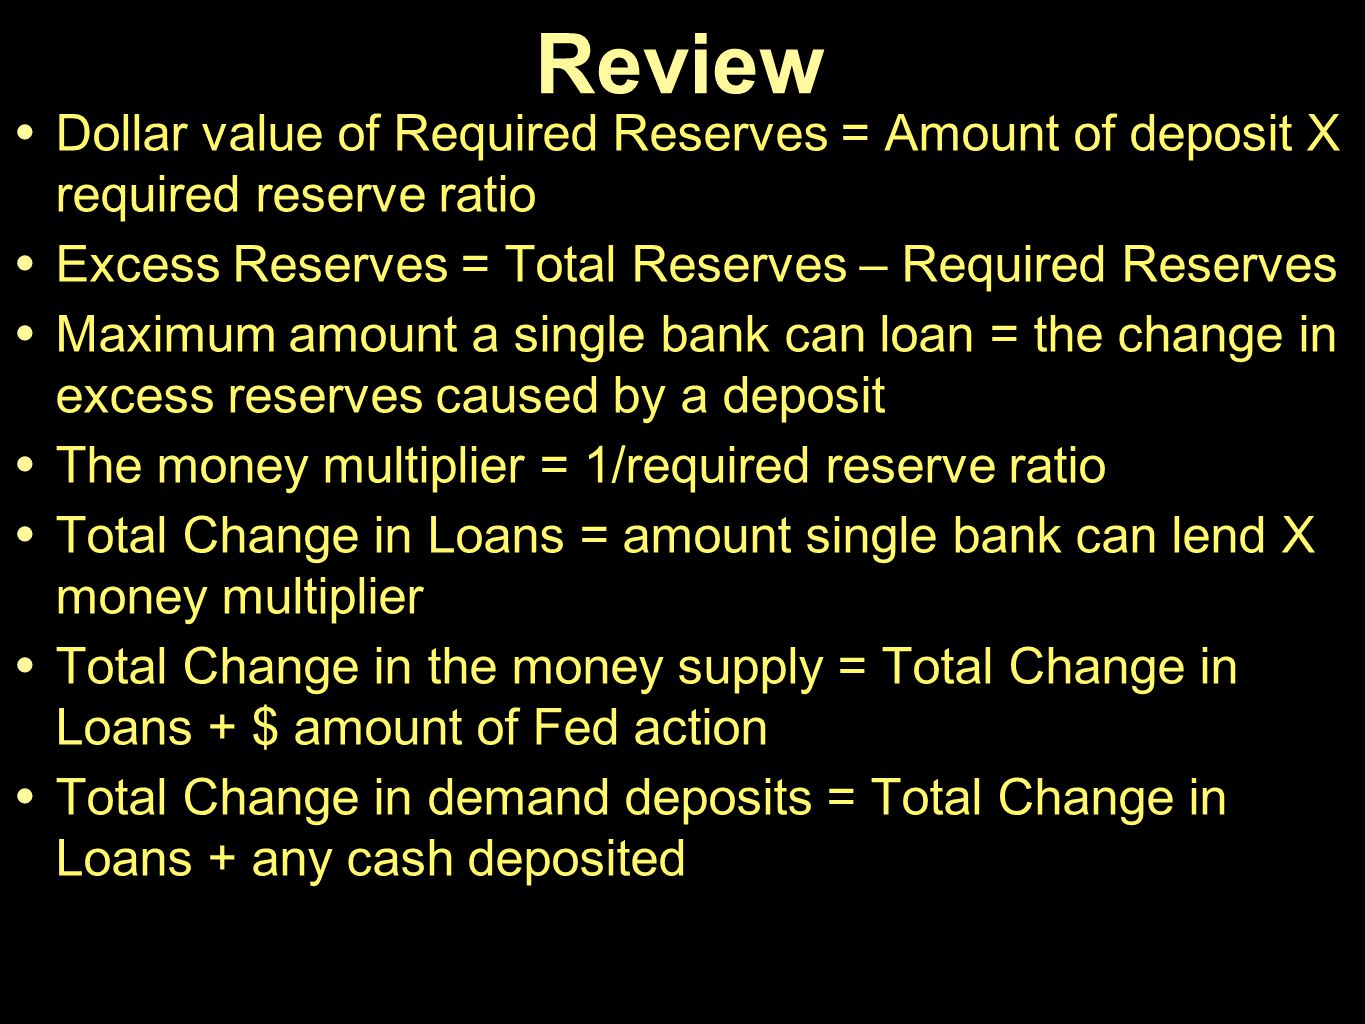 Review
• Dollar value of Required Reserves = Amount of deposit X
required reserve ratio
• Excess Reserves = Total Reserves – Required Reserves
• Maximum amount a single bank can loan = the change in
excess reserves caused by a deposit
• The money multiplier = 1/required reserve ratio
• Total Change in Loans = amount single bank can lend X
money multiplier
• Total Change in the money supply = Total Change in
Loans + $ amount of Fed action
• Total Change in demand deposits = Total Change in
Loans + any cash deposited